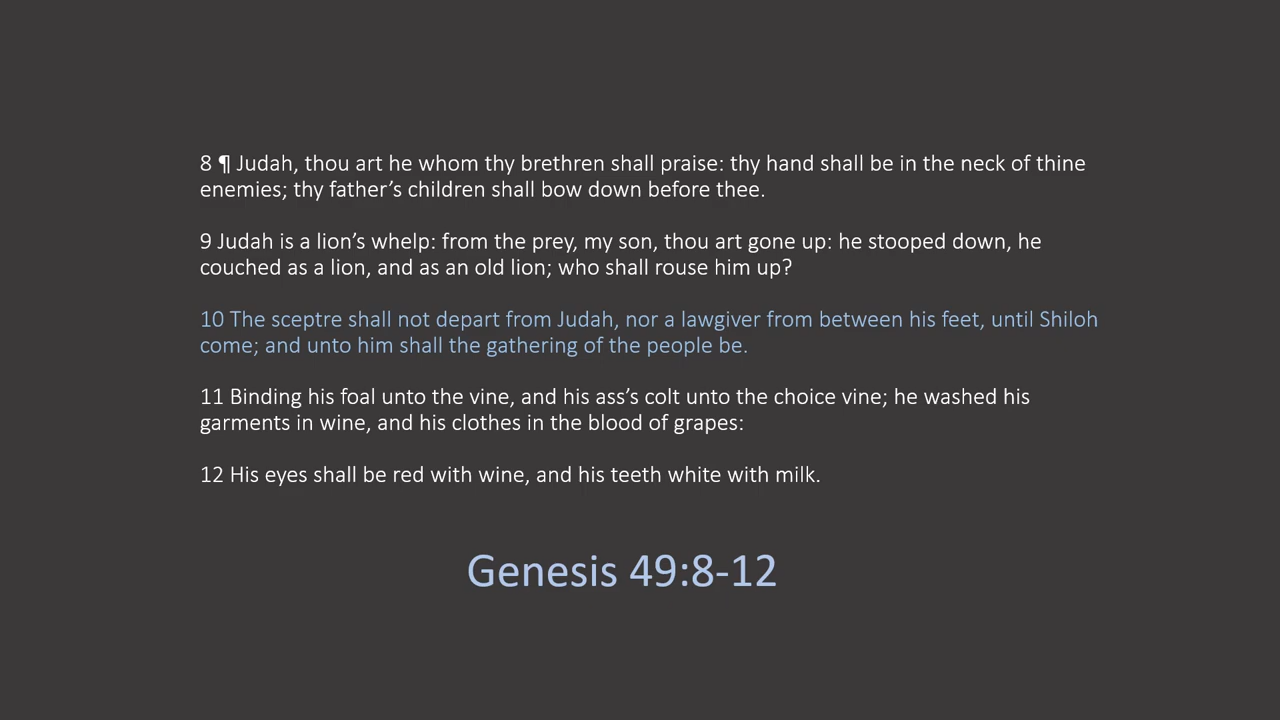 8 ¶ Judah, thou art he whom thy brethren shall praise: thy hand shall be in the neck of thine
enemies; thy father’s children shall bow down before thee.
9 Judah is a lion’s whelp: from the prey, my son, thou art gone up: he stooped down, he
couched as a lion, and as an old lion; who shall rouse him up?
10 The sceptre shall not depart from Judah, nor a lawgiver from between his feet, until Shiloh
come; and unto him shall the gathering of the people be.
11 Binding his foal unto the vine, and his ass’s colt unto the choice vine; he washed his
garments in wine, and his clothes in the blood of grapes:
12 His eyes shall be red with wine, and his teeth white with milk.
Genesis 49:8-12